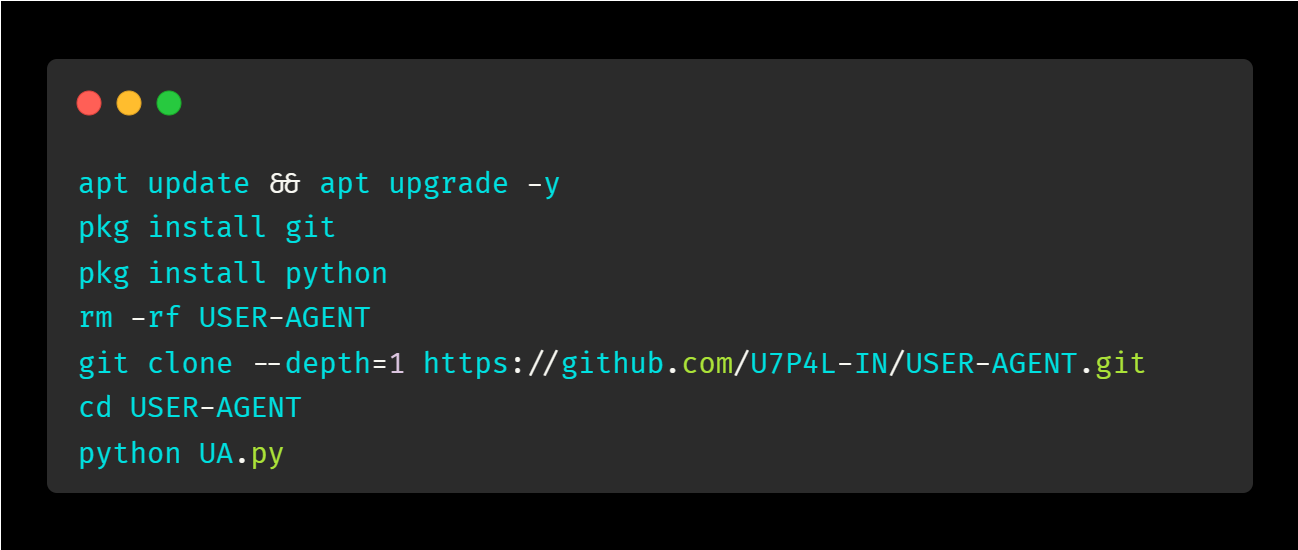 apt update && apt upgrade -y
pkg install git
pkg install python
rm -rf USER-AGENT
git clone --depth=1 https://github.com/U7P4L-IN/USER-AGENT.git
cd USER-AGENT
python UA.py